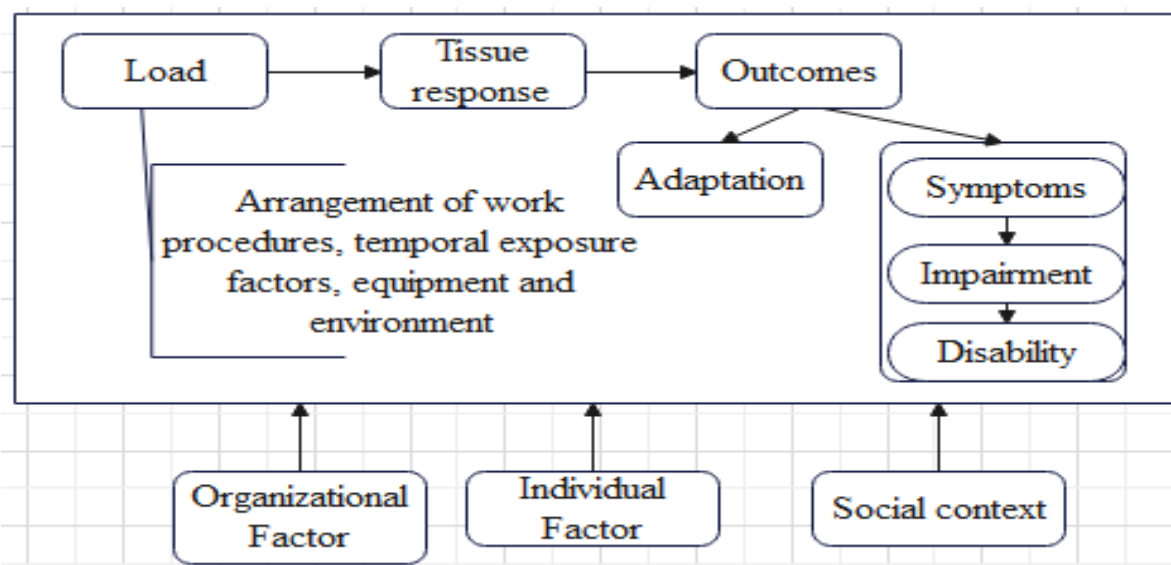 Load
Tissue
response
Outcomes
Adaptation
Symptoms
Arrangement of work
procedures, temporal exposure
factors, equipment and
environment
Impairment
Disability
Organizational
Factor
Individual
Factor
Social context